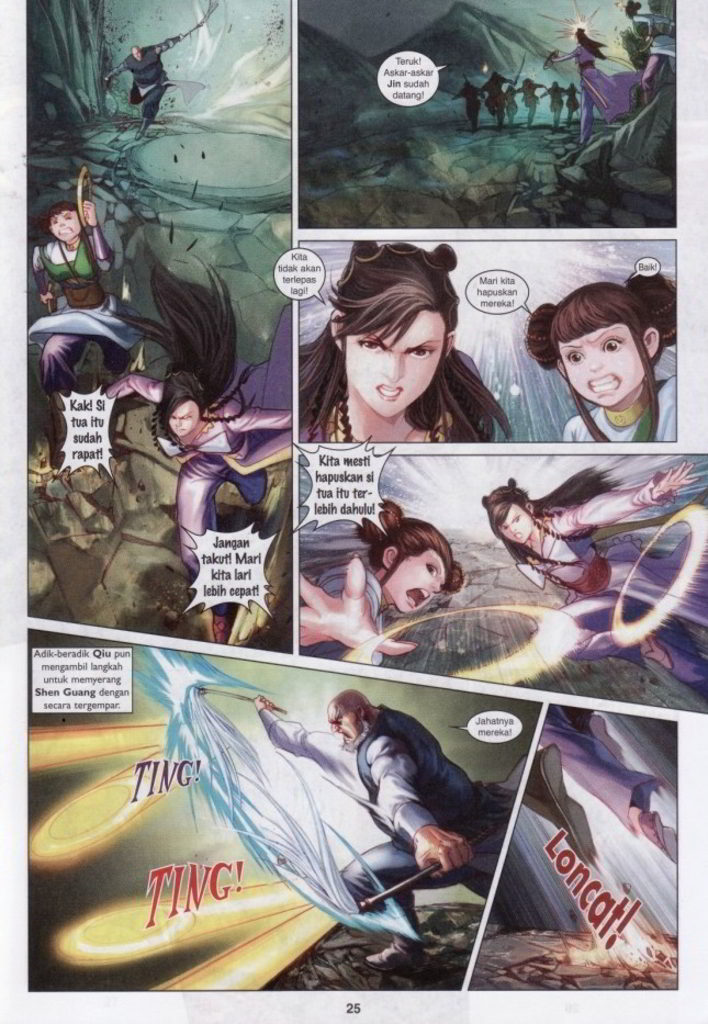 Kak! Si
tua itu
sudah
rapat!
Jangan
takut! Mari
kita lari
lebih cepat!
Teruk!
Askar-askar
Jin sudah
datang!
Kita
tidak akan
terlepas
lagi!
Mari kita
hapuskan
mereka!
Baik!
Kita mesti
hapuskan si
tua itu ter-
lebih dahulu!
Adik-beradik Qiu pun
mengambil langkah
untuk memyerang
Shen Guang dengan
secara tergempar.
TING!
TING!
Jahatnya
mereka!
Loncat!
25